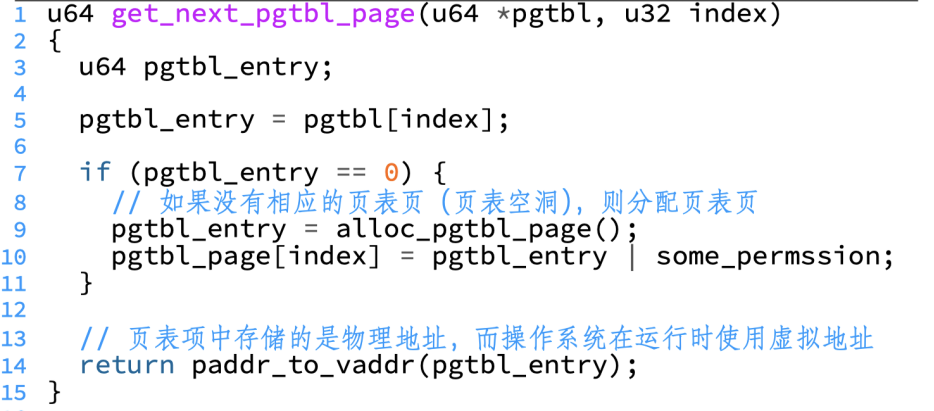 1 u64 get_next_pgtbl_page(u64 *pgtbl, u32 index)
2 {
3   u64 pgtbl_entry;
4
5   pgtbl_entry = pgtbl[index];
6
7   if (pgtbl_entry == 0) {
8     // 如果没有相应的页表页（页表空洞），则分配页表页
9     pgtbl_entry = alloc_pgtbl_page();
10     pgtbl_page[index] = pgtbl_entry | some_permssion;
11   }
12
13   // 页表项中存储的是物理地址，而操作系统在运行时使用虚拟地址
14   return paddr_to_vaddr(pgtbl_entry);
15 }